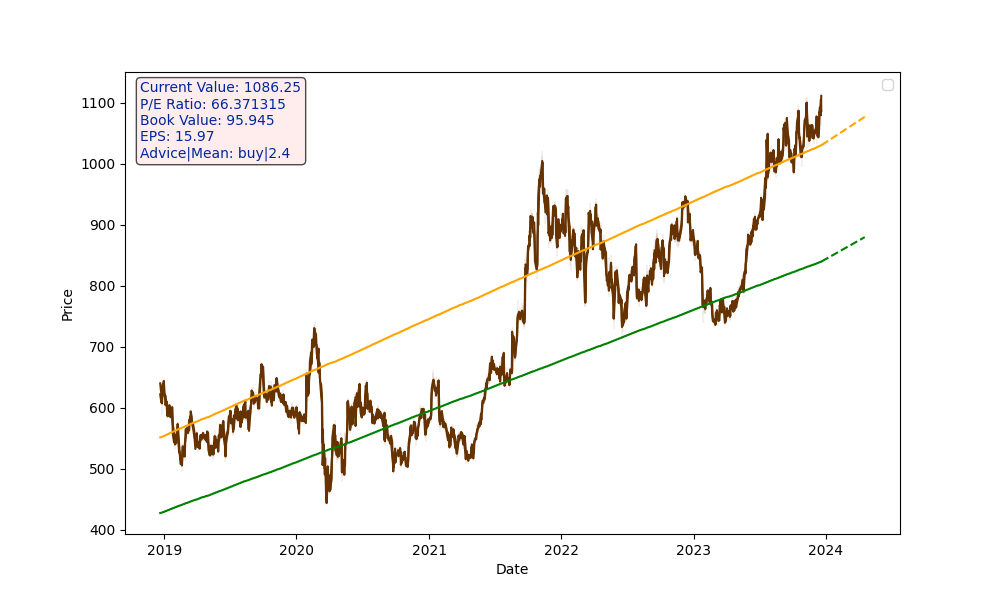 Current Value: 1086.25
P/E Ratio: 66.371315
Book Value: 95.945
EPS: 15.97
Advice|Mean: buy|2.4
1100
1000
900
800
700
600
500
400
Price
2019 2020 2021 2022 2023 2024
Date